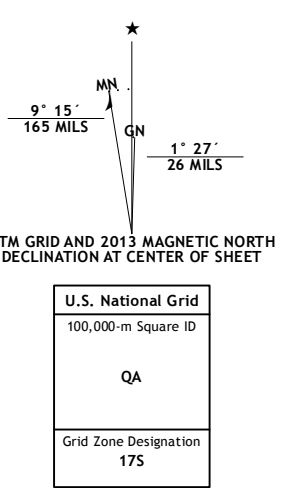 ★
MN
9° 15´
165 MILS
GN
1° 27´
26 MILS
TM GRID AND 2013 MAGNETIC NORTH
DECLINATION AT CENTER OF SHEET
U.S. National Grid
100,000-m Square ID
QA
Grid Zone Designation
17S